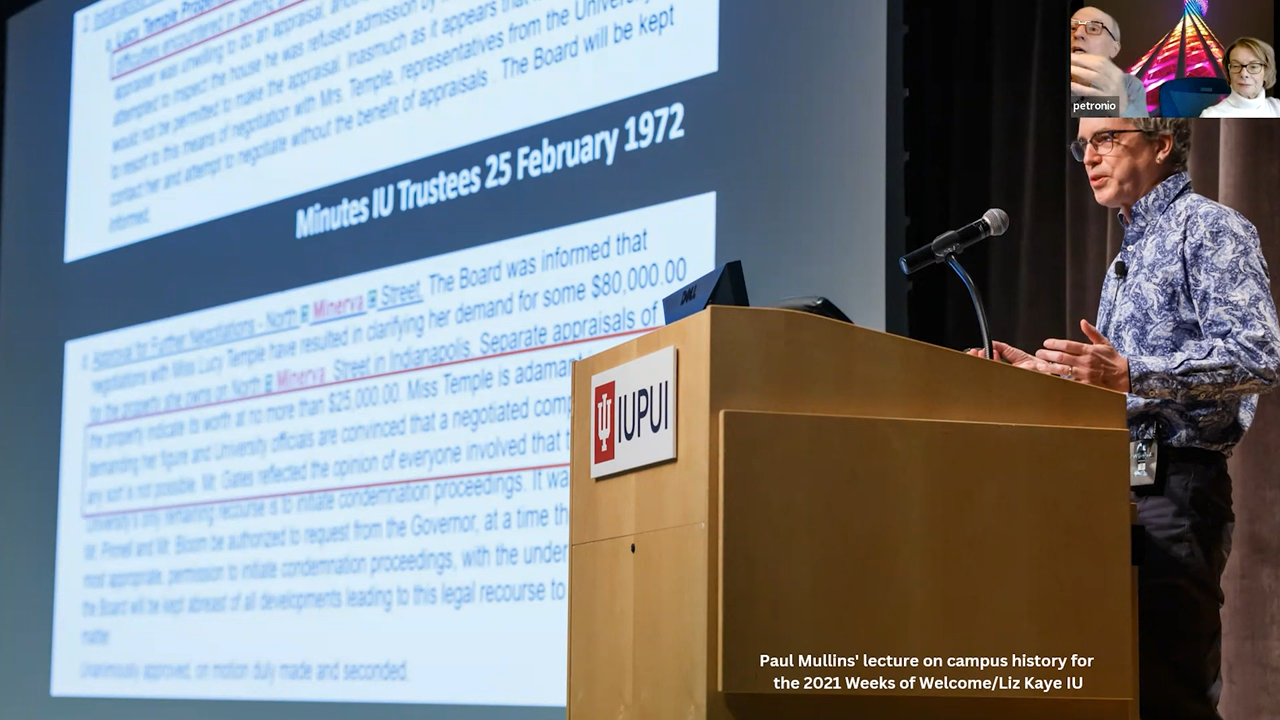 Lucy Temple
difficulties encountered in
appraiser was unwilling to do an appraisal,
attempted to inspect the house he was refused admission by
would not be permitted to make the appraisal. Inasmuch as it appears that
to resort to this means of negotiation with Mrs. Temple, representatives from the University
contact her and attempt to negotiate without the benefit of appraisals. The Board will be kept
informed.
Minutes IU Trustees 25 February 1972
Approval for Further Negotiations - North Minerva Street. The Board was informed that
negotiations with Miss Lucy Temple have resulted in clarifying her demand for some $80,000.00
for the property she owns on North Minerva Street in Indianapolis. Separate appraisals of
the property indicate its worth at no more than $25,000.00. Miss Temple is adamant
demanding her figure and University officials are convinced that a negotiated
any sort is not possible. Mr. Gates reflected the opinion of everyone involved that
University's only remaining recourse is to initiate condemnation proceedings. It
Mr. Pinnell and Mr. Bloom be authorized to request from the Governor, at a time
most appropriate, permission to initiate condemnation proceedings, with the
the Board will be kept abreast of all developments leading to this legal recourse to
matter.
Unanimously approved, on motion duly made and seconded.
DELL
IUPUI
petronio
Paul Mullins' lecture on campus history for
the 2021 Weeks of Welcome/Liz Kaye IU